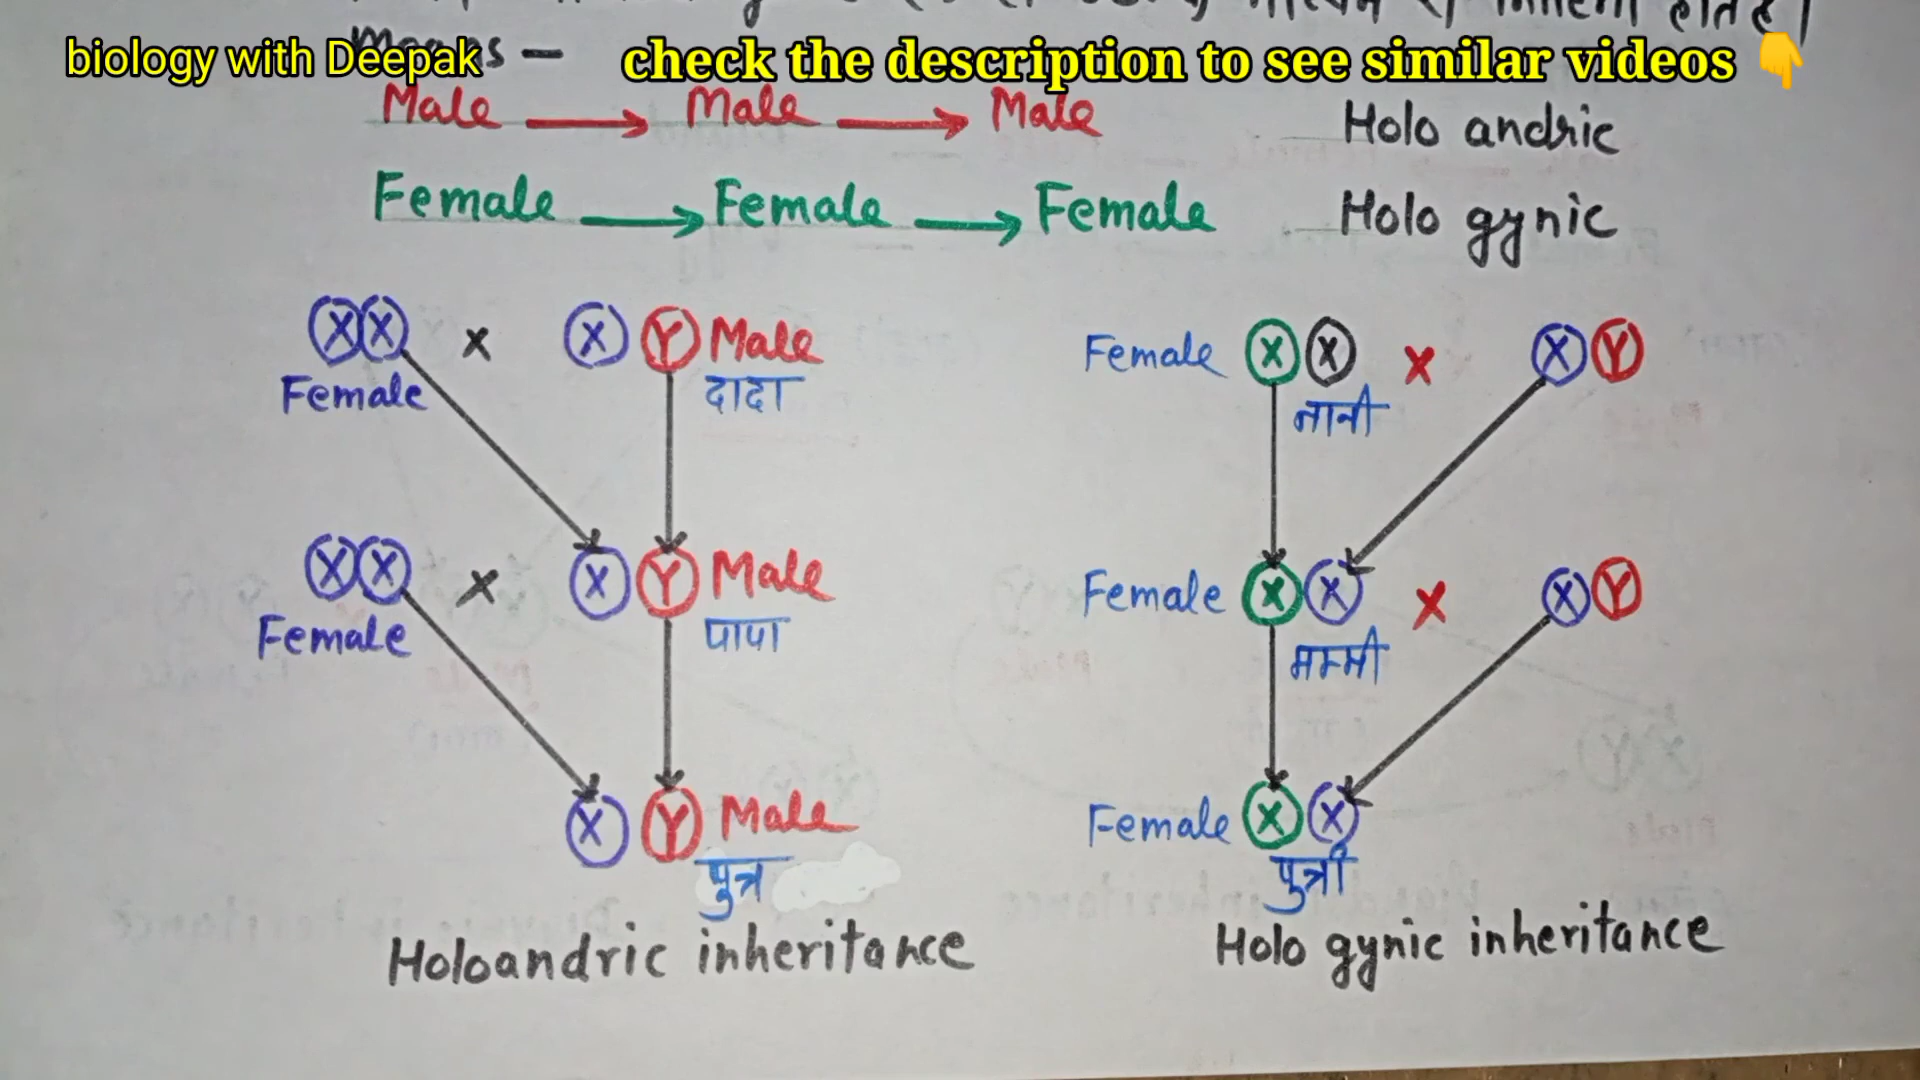 biology with Deepak
check the description to see similar videos 👇
Means –
Male → Male → Male Holo andric
Female → Female → Female Holo gynic
X X × X Y Male
Female दादा
Female X X × X Y
नानी
X X × X Y Male
Female पापा
Female X X × X Y
मम्मी
X Y Male
पुत्र
Female X X
पुत्री
Holoandric inheritance
Holo gynic inheritance